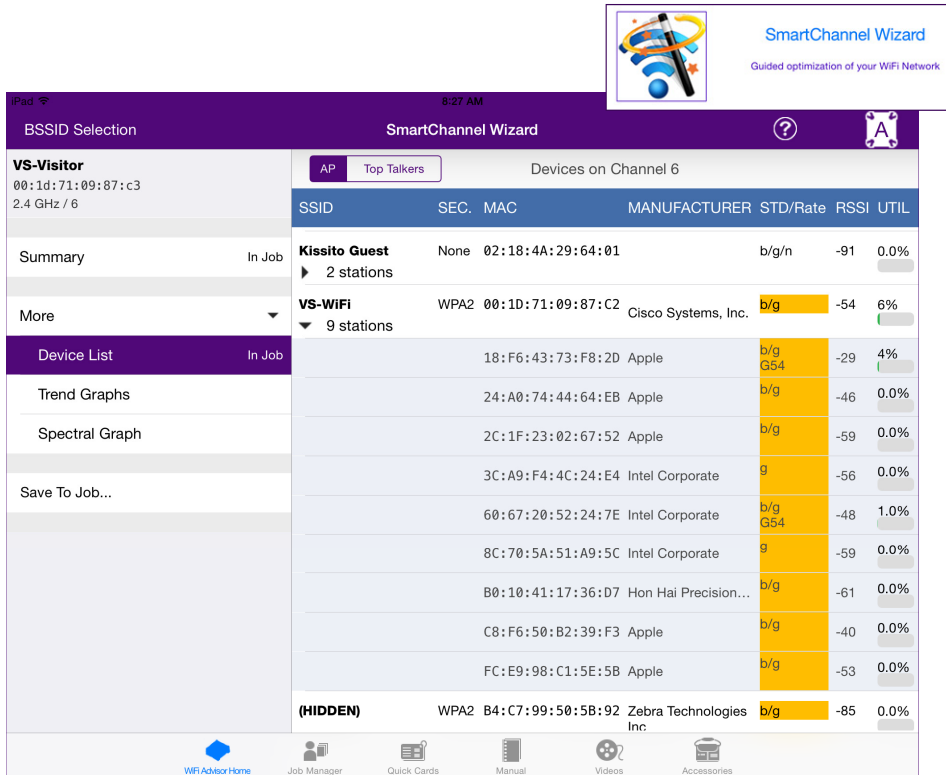 SmartChannel Wizard
Guided optimization of your WiFi Network
iPad 8:27 AM
BSSID Selection SmartChannel Wizard ? A
VS-Visitor
00:1d:71:09:87:c3
2.4 GHz / 6
Summary In Job
More
Device List In Job
Trend Graphs
Spectral Graph
Save To Job...
AP Top Talkers Devices on Channel 6
SSID SEC. MAC MANUFACTURER STD/Rate RSSI UTIL
Kissito Guest None 02:18:4A:29:64:01 b/g/n -91 0.0%
2 stations
VS-WiFi WPA2 00:1D:71:09:87:C2 Cisco Systems, Inc. b/g -54 6%
9 stations
18:F6:43:73:F8:2D Apple b/g G54 -29 4%
24:A0:74:44:64:EB Apple b/g -46 0.0%
2C:1F:23:02:67:52 Apple b/g -59 0.0%
3C:A9:F4:4C:24:E4 Intel Corporate g -56 0.0%
60:67:20:52:24:7E Intel Corporate b/g G54 -48 1.0%
8C:70:5A:51:A9:5C Intel Corporate g -59 0.0%
B0:10:41:17:36:D7 Hon Hai Precision... b/g -61 0.0%
C8:F6:50:B2:39:F3 Apple b/g -40 0.0%
FC:E9:98:C1:5E:5B Apple b/g -53 0.0%
(HIDDEN) WPA2 B4:C7:99:50:5B:92 Zebra Technologies Inc b/g -85 0.0%
WiFi Advisor Home Job Manager Quick Cards Manual Videos Accessories